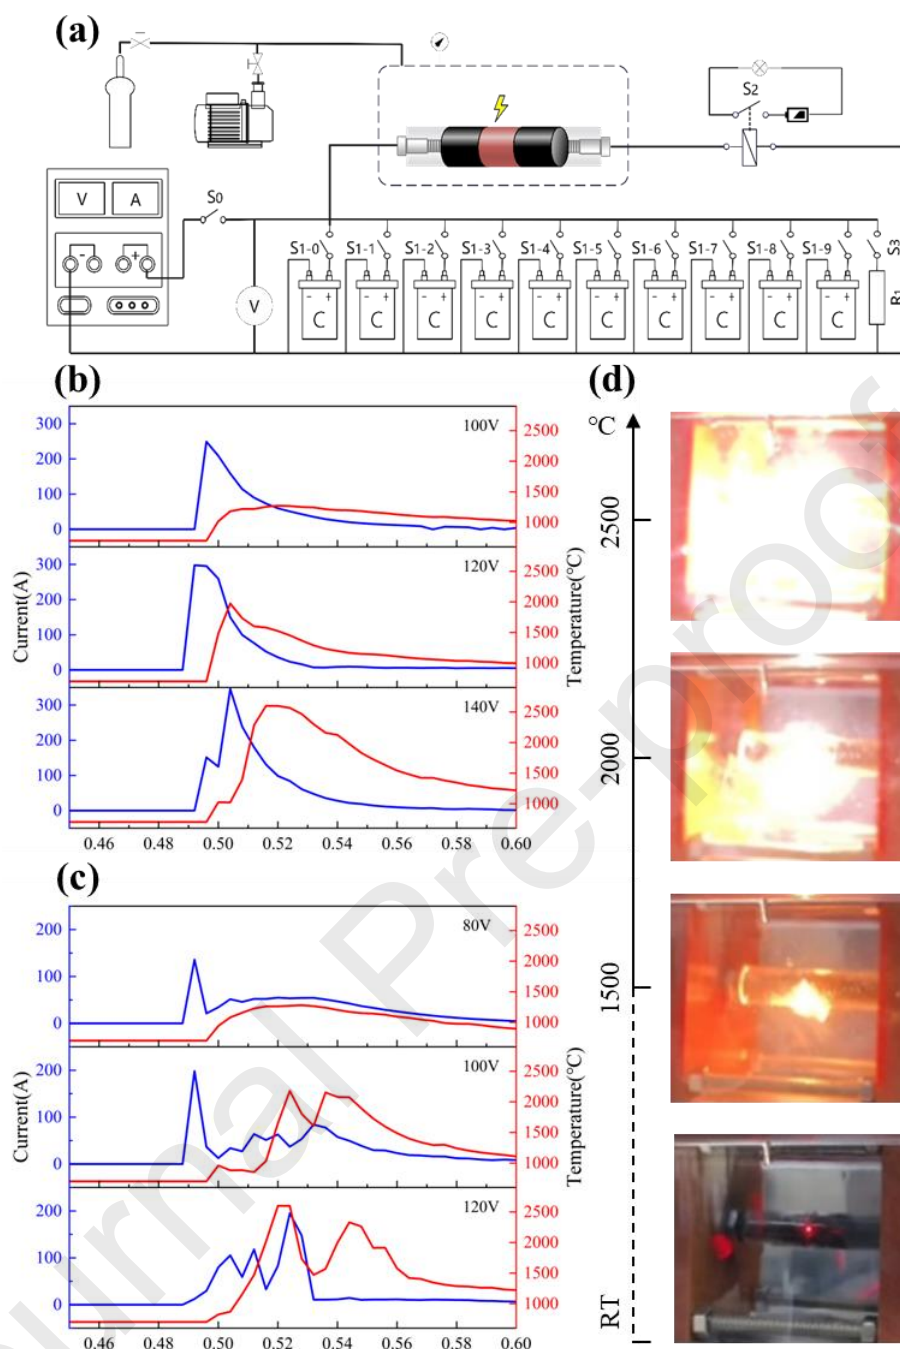 (a)
S2
V
A
S0
-
+
S1-0
S1-1
S1-2
S1-3
S1-4
S1-5
S1-6
S1-7
S1-8
S1-9
S3
- +
- +
- +
- +
- +
- +
- +
- +
- +
- +
V
C
C
C
C
C
C
C
C
C
C
R1
(b)
Current(A)
Temperature(°C)
100V
300
200
100
0
2500
2000
1500
1000
120V
300
200
100
0
2500
2000
1500
1000
140V
300
200
100
0
2500
2000
1500
1000
0.46
0.48
0.50
0.52
0.54
0.56
0.58
0.60
(c)
Current(A)
Temperature(°C)
80V
200
100
0
2500
2000
1500
1000
100V
200
100
0
2500
2000
1500
1000
120V
200
100
0
2500
2000
1500
1000
0.46
0.48
0.50
0.52
0.54
0.56
0.58
0.60
(d)
°C
2500
2000
1500
RT
urnal Pre-proof